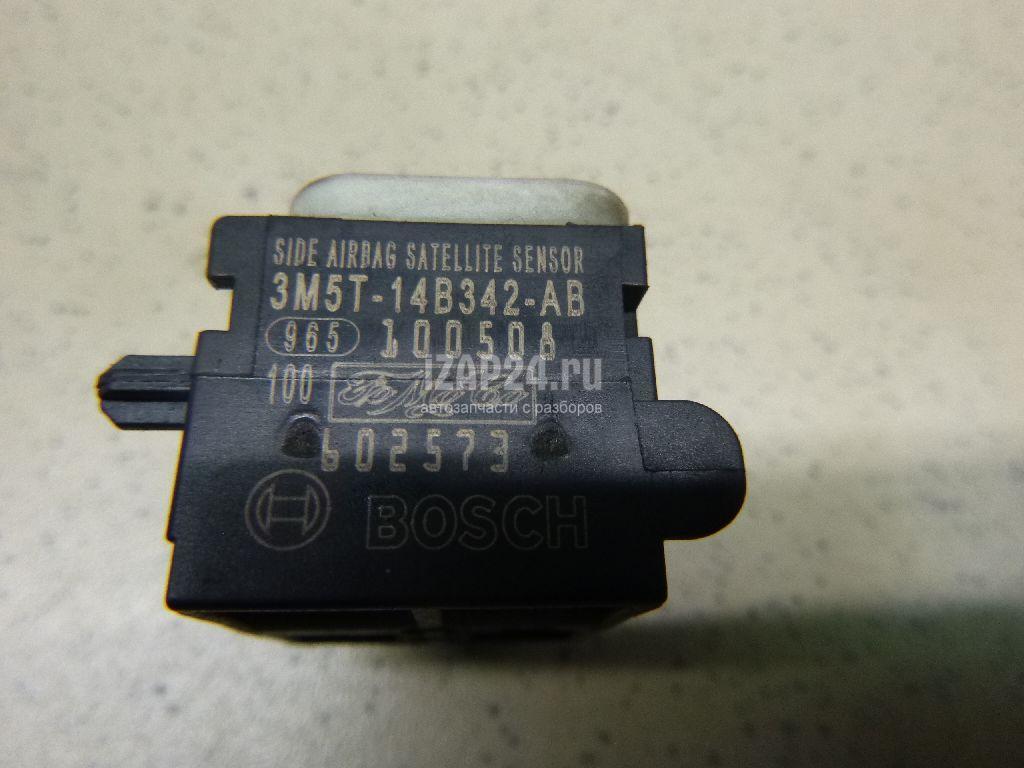 SIDE AIRBAG SATELLITE SENSOR
3M5T-14B342-AB
965 100508
100
IZAP24.ru
автозапчасти с разборов
602573
BOSCH